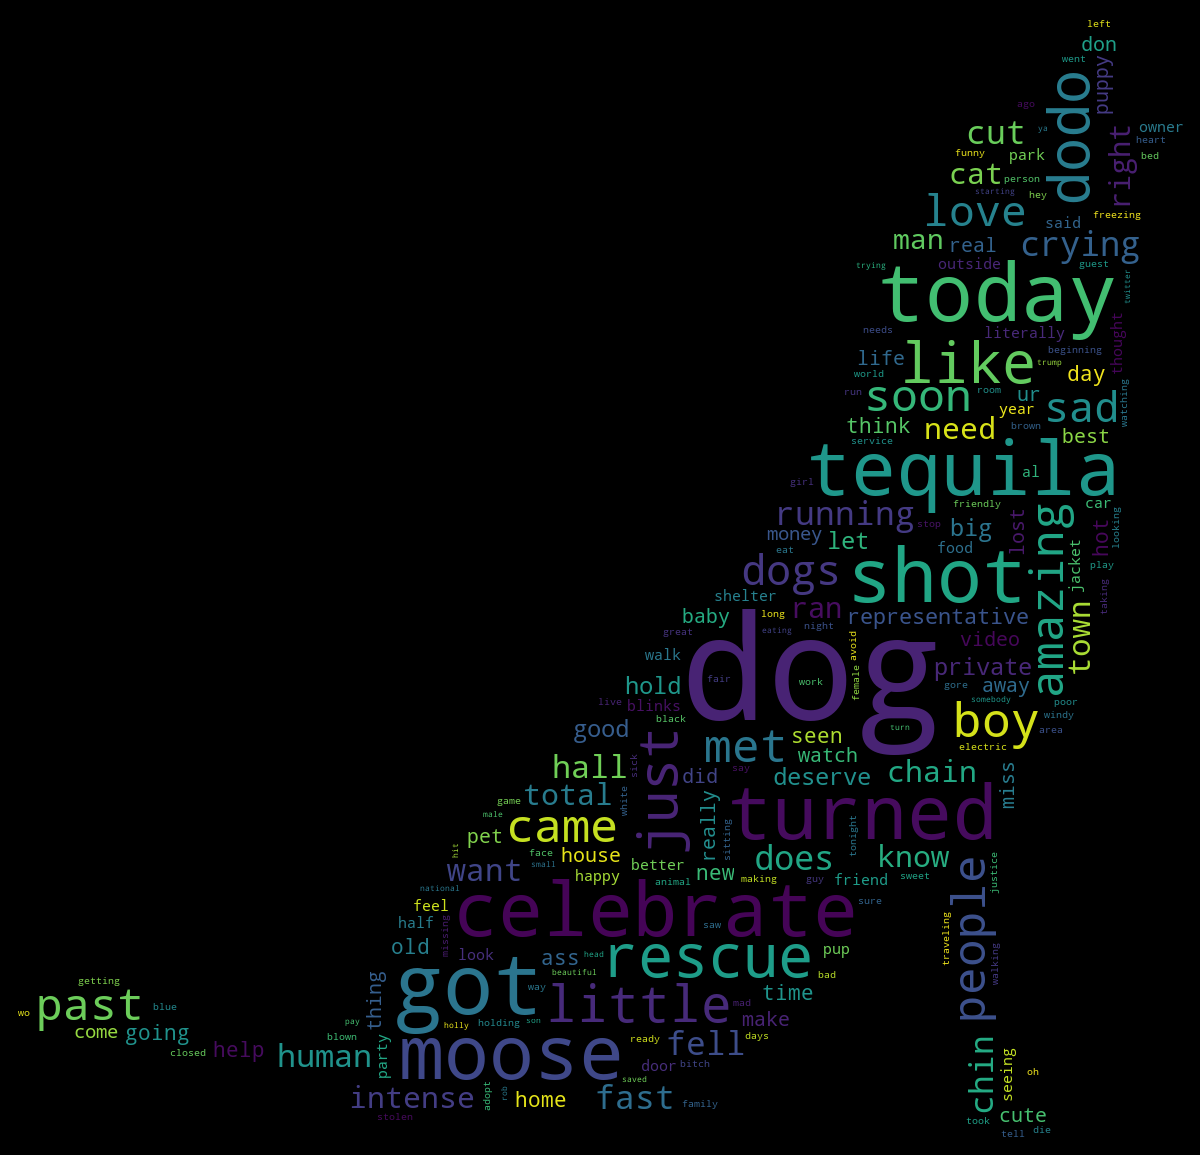 left
don
went
puppy
dodo
ago
cut
ya
owner
right
heart
funny
park
bed
cat
person
starting
hey
love
freezing
said
man
real
crying
trying
outside
guest
today
twitter
needs
literally
thought
beginning
life
like
trump
world
day
run
soon
room
ur
watching
year
sad
think
need
brown
best
service
tequila
al
girl
friendly
car
running
stop
big
lost
amazing
hot
looking
money
let
food
eat
jacket
play
dogs
shot
taking
shelter
baby
long
ran
representative
town
great
eating
night
avoid
video
walk
dog
private
fair
work
female
gore
away
hold
somebody
live
blinks
poor
black
boy
windy
good
turn
area
just
met
seen
electric
say
watch
hall
sick
did
deserve
chain
miss
total
white
game
turned
male
came
really
sitting
tonight
pet
hit
face
house
does
know
small
better
justice
want
happy
animal
new
making
guy
friend
sweet
national
people
feel
celebrate
sure
half
missing
saw
traveling
old
look
ass
head
rescue
pup
walking
beautiful
bad
getting
thing
got
way
time
wo
past
blue
little
mad
pay
holly
holding
son
make
come
going
blown
closed
help
human
party
moose
ready
fell
days
door
bitch
chin
seeing
oh
saved
intense
adopt
rob
home
fast
family
stolen
took
cute
tell
die